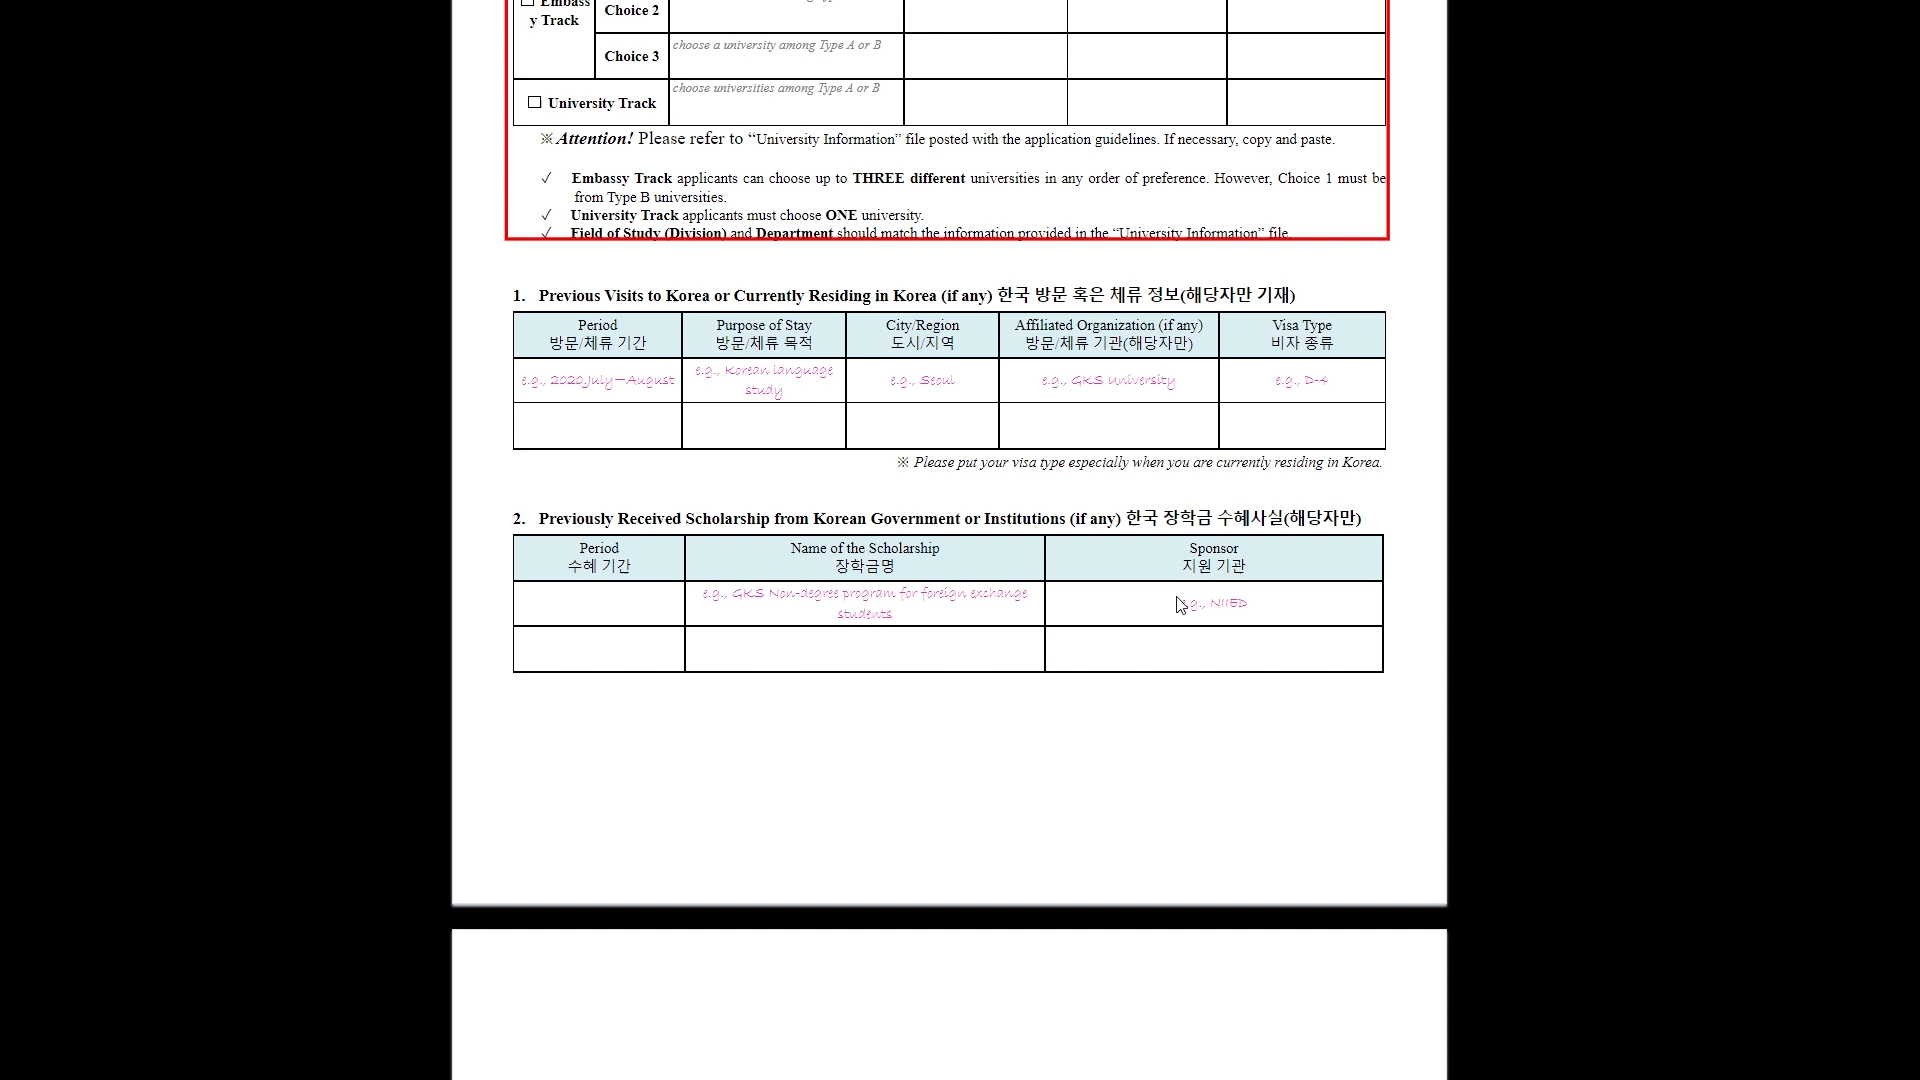 Embass
y Track
Choice 2
Choice 3
choose a university among Type A or B
University Track
choose universities among Type A or B
※Attention! Please refer to “University Information” file posted with the application guidelines. If necessary, copy and paste.
✓ Embassy Track applicants can choose up to THREE different universities in any order of preference. However, Choice 1 must be
from Type B universities.
✓ University Track applicants must choose ONE university.
✓ Field of Study (Division) and Department should match the information provided in the “University Information” file.
1. Previous Visits to Korea or Currently Residing in Korea (if any) 한국 방문 혹은 체류 정보(해당자만 기재)
Period
방문/체류 기간
Purpose of Stay
방문/체류 목적
City/Region
도시/지역
Affiliated Organization (if any)
방문/체류 기관(해당자만)
Visa Type
비자 종류
e.g., 2020.July—August
e.g., Korean language
study
e.g., Seoul
e.g., GKS University
e.g., D-4
※ Please put your visa type especially when you are currently residing in Korea.
2. Previously Received Scholarship from Korean Government or Institutions (if any) 한국 장학금 수혜사실(해당자만)
Period
수혜 기간
Name of the Scholarship
장학금명
Sponsor
지원 기관
e.g., GKS Non-degree program for foreign exchange
students
e.g., NIIED